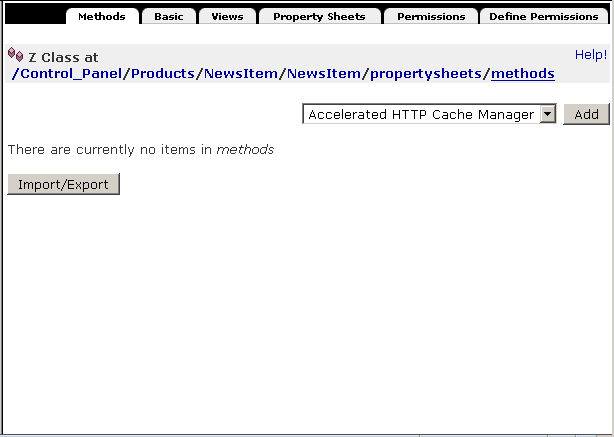 Methods Basic Views Property Sheets Permissions Define Permissions
Z Class at Help!
/Control_Panel/Products/NewsItem/NewsItem/propertysheets/methods
Accelerated HTTP Cache Manager Add
There are currently no items in methods
Import/Export